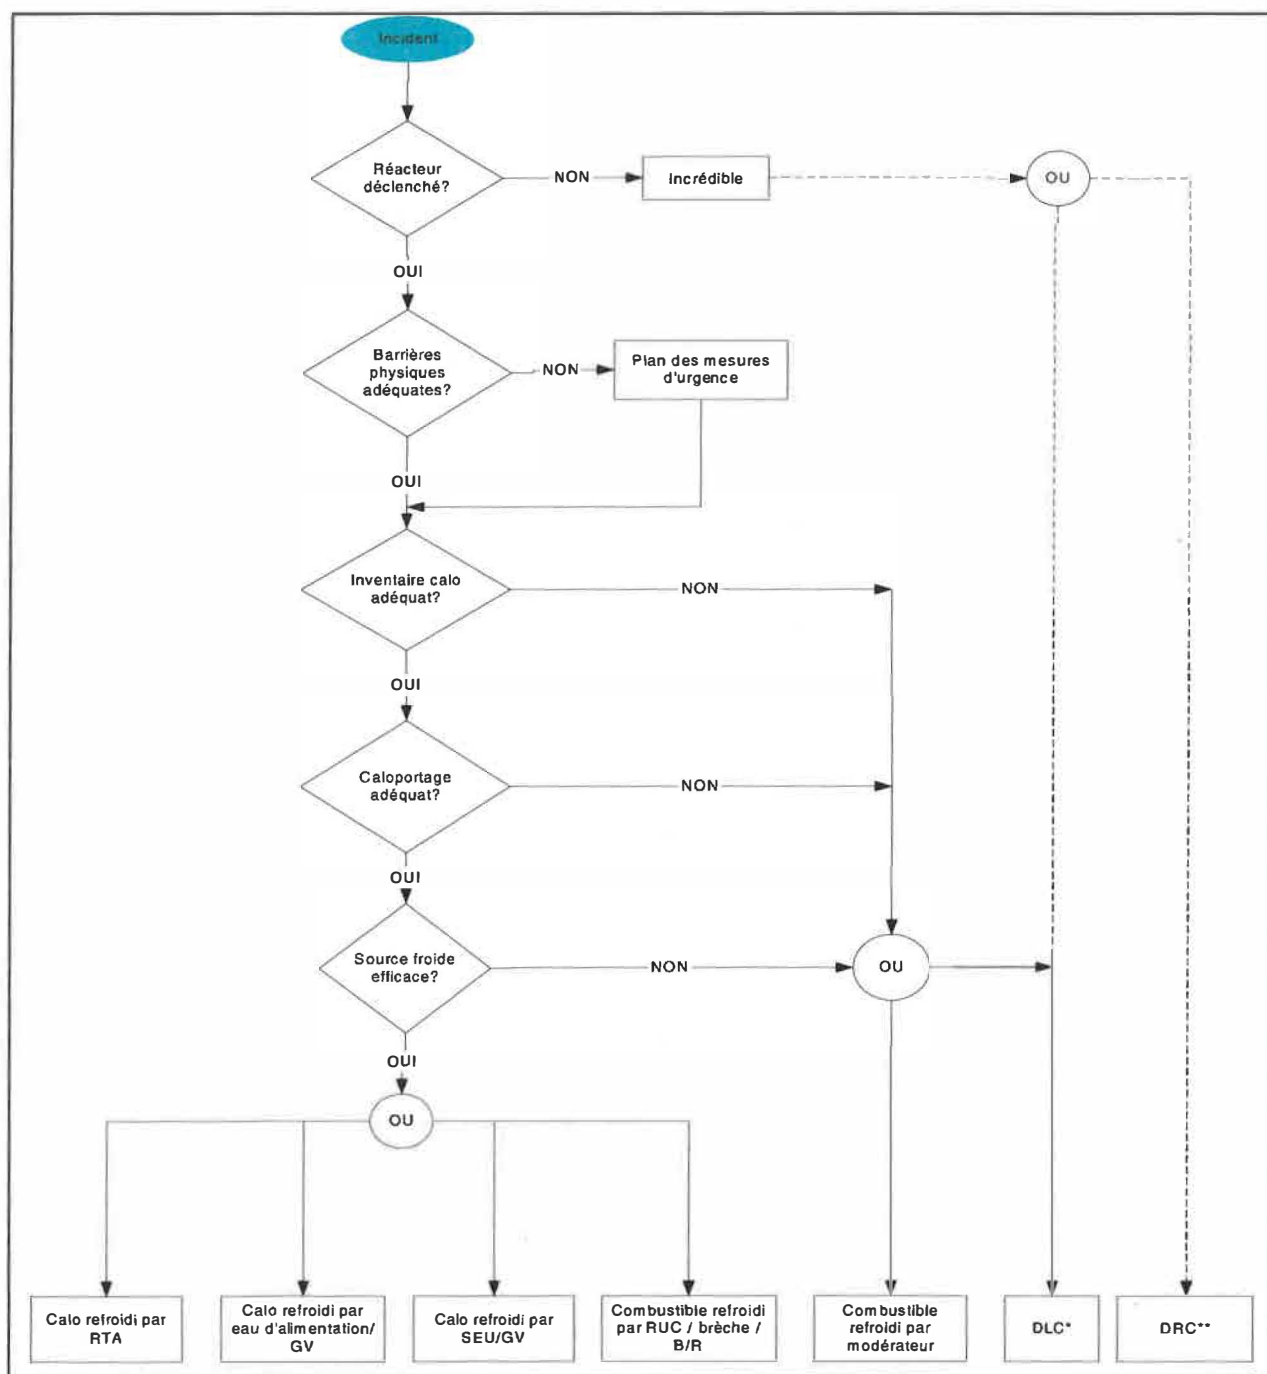 Incident
Réacteur
déclenché?
NON
Incrédible
OU
OUI
Barrières
physiques
adéquates?
NON
Plan des mesures
d'urgence
OUI
Inventaire calo
adéquat?
NON
OUI
Caloportage
adéquat?
NON
OUI
Source froide
efficace?
NON
OU
OUI
OU
Calo refroidi par
RTA
Calo refroidi par
eau d'alimentation/
GV
Calo refroidi par
SEU/GV
Combustible refroidi
par RUC / brèche /
B/R
Combustible
refroidi par
modérateur
DLC*
DRC**